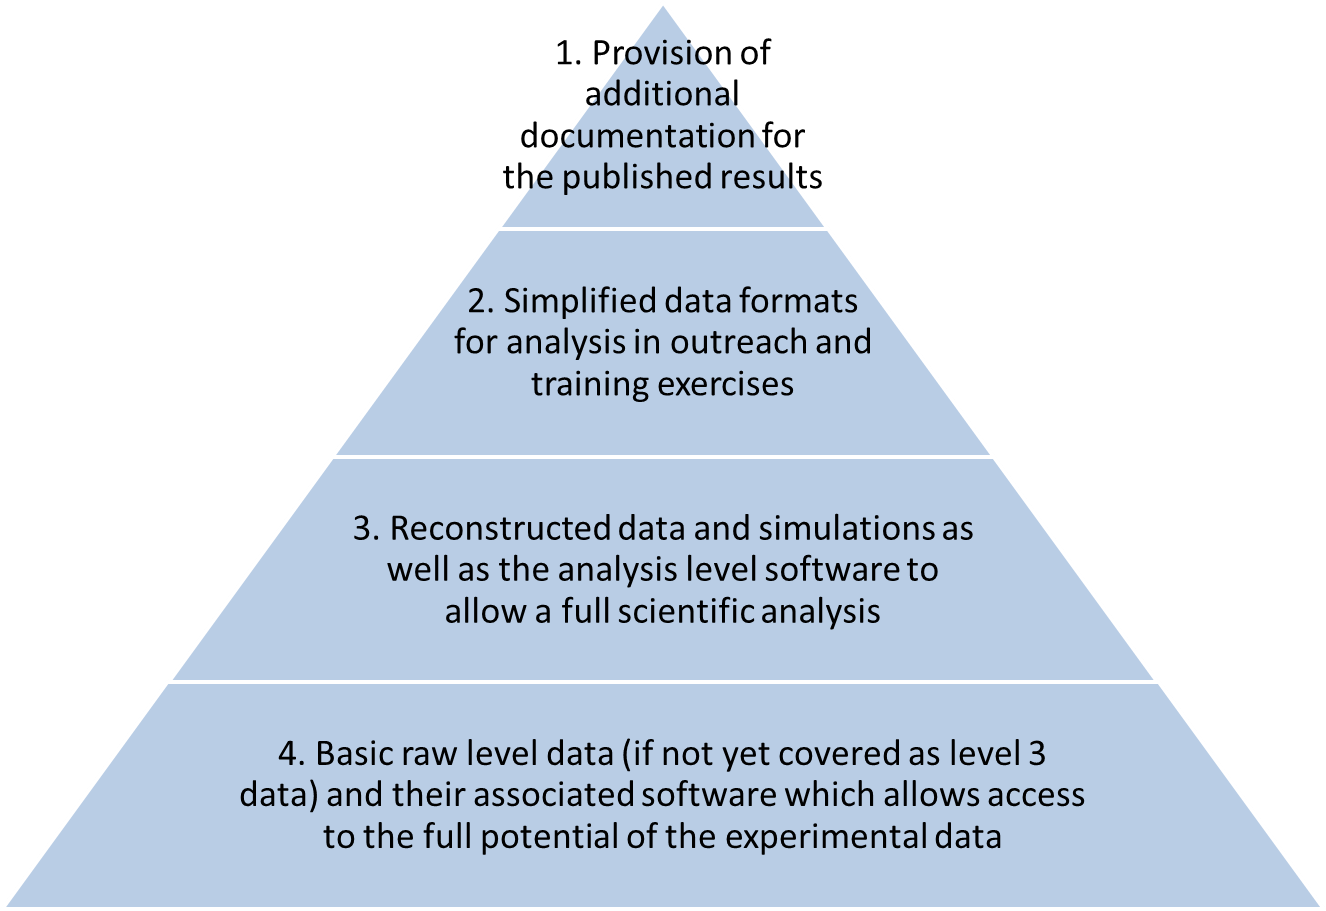 1. Provision of
additional
documentation for
the published results
2. Simplified data formats
for analysis in outreach and
training exercises
3. Reconstructed data and simulations as
well as the analysis level software to
allow a full scientific analysis
4. Basic raw level data (if not yet covered as level 3
data) and their associated software which allows access
to the full potential of the experimental data